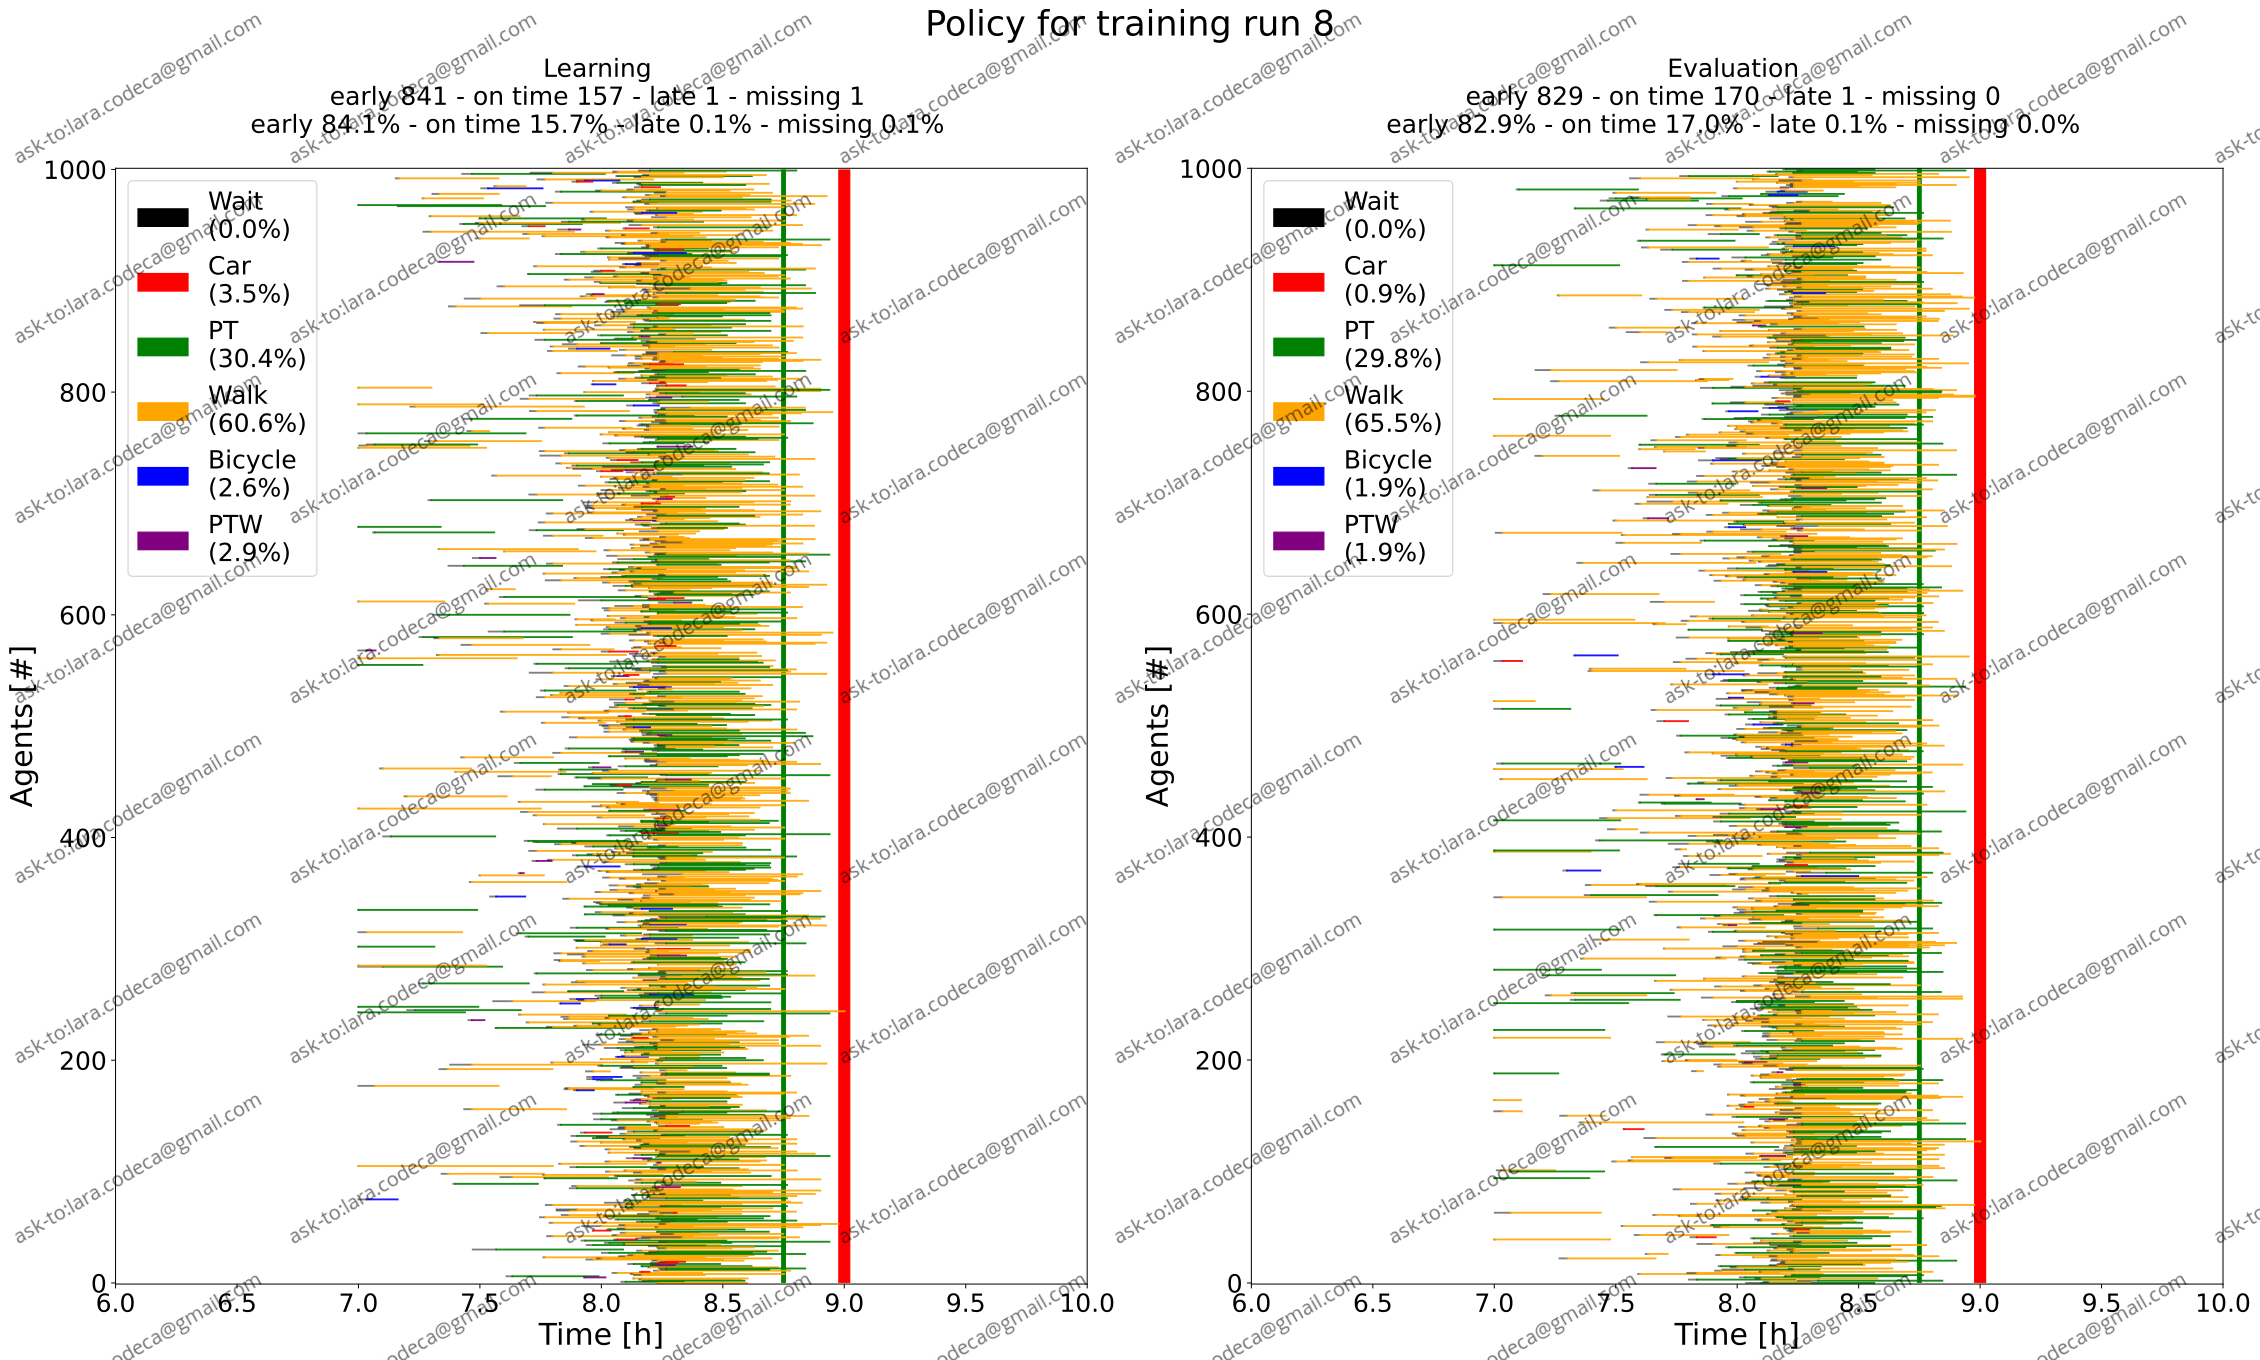 Policy for training run 8
Learning
early 841 - on time 157 - late 1 - missing 1
early 84.1% - on time 15.7% - late 0.1% - missing 0.1%
1000
800
600
400
200
0
Agents [#]
Wait
(0.0%)
Car
(3.5%)
PT
(30.4%)
Walk
(60.6%)
Bicycle
(2.6%)
PTW
(2.9%)
6.0 6.5 7.0 7.5 8.0 8.5 9.0 9.5 10.0
Time [h]
Evaluation
early 829 - on time 170 - late 1 - missing 0
early 82.9% - on time 17.0% - late 0.1% - missing 0.0%
1000
800
600
400
200
0
Agents [#]
Wait
(0.0%)
Car
(0.9%)
PT
(29.8%)
Walk
(65.5%)
Bicycle
(1.9%)
PTW
(1.9%)
6.0 6.5 7.0 7.5 8.0 8.5 9.0 9.5 10.0
Time [h]
ask-to:lara.codeca@gmail.com